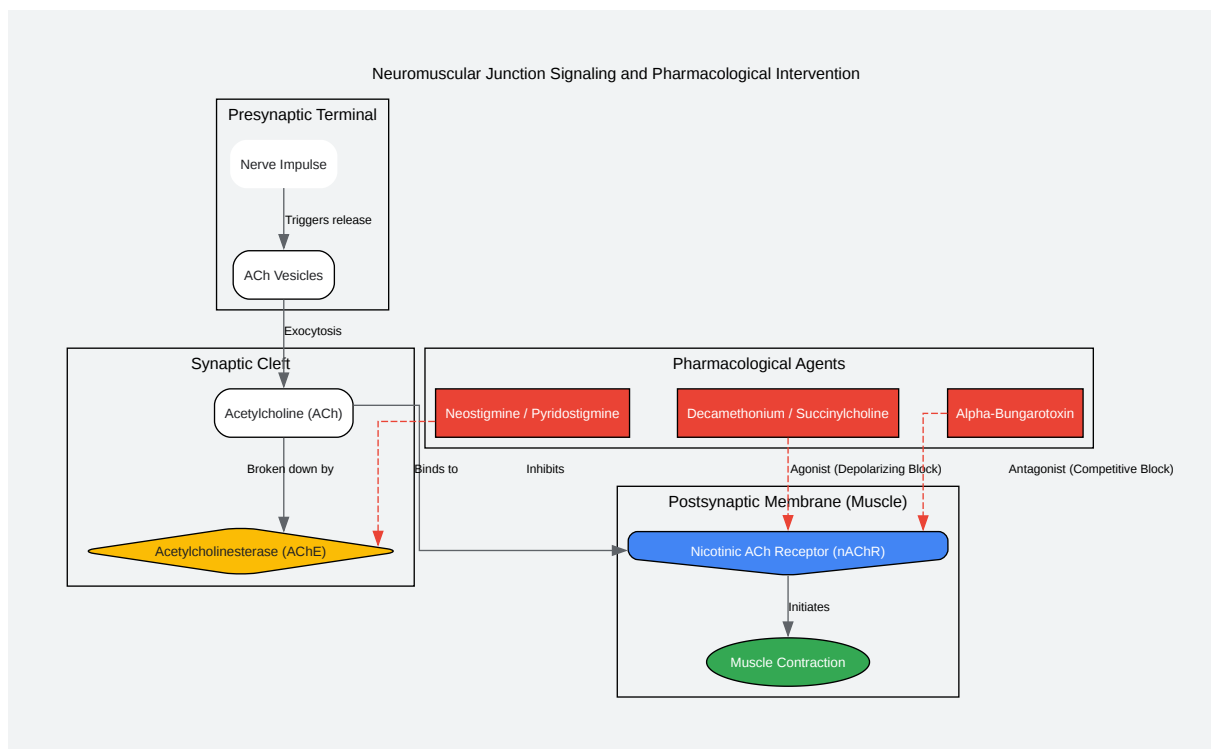 Neuromuscular Junction Signaling and Pharmacological Intervention
Presynaptic Terminal
Nerve Impulse
Triggers release
ACh Vesicles
Exocytosis
Synaptic Cleft
Pharmacological Agents
Acetylcholine (ACh)
Neostigmine / Pyridostigmine
Decamethonium / Succinylcholine
Alpha-Bungarotoxin
Broken down by
Binds to
Inhibits
Agonist (Depolarizing Block)
Antagonist (Competitive Block)
Postsynaptic Membrane (Muscle)
Acetylcholinesterase (AChE)
Nicotinic ACh Receptor (nAChR)
Initiates
Muscle Contraction